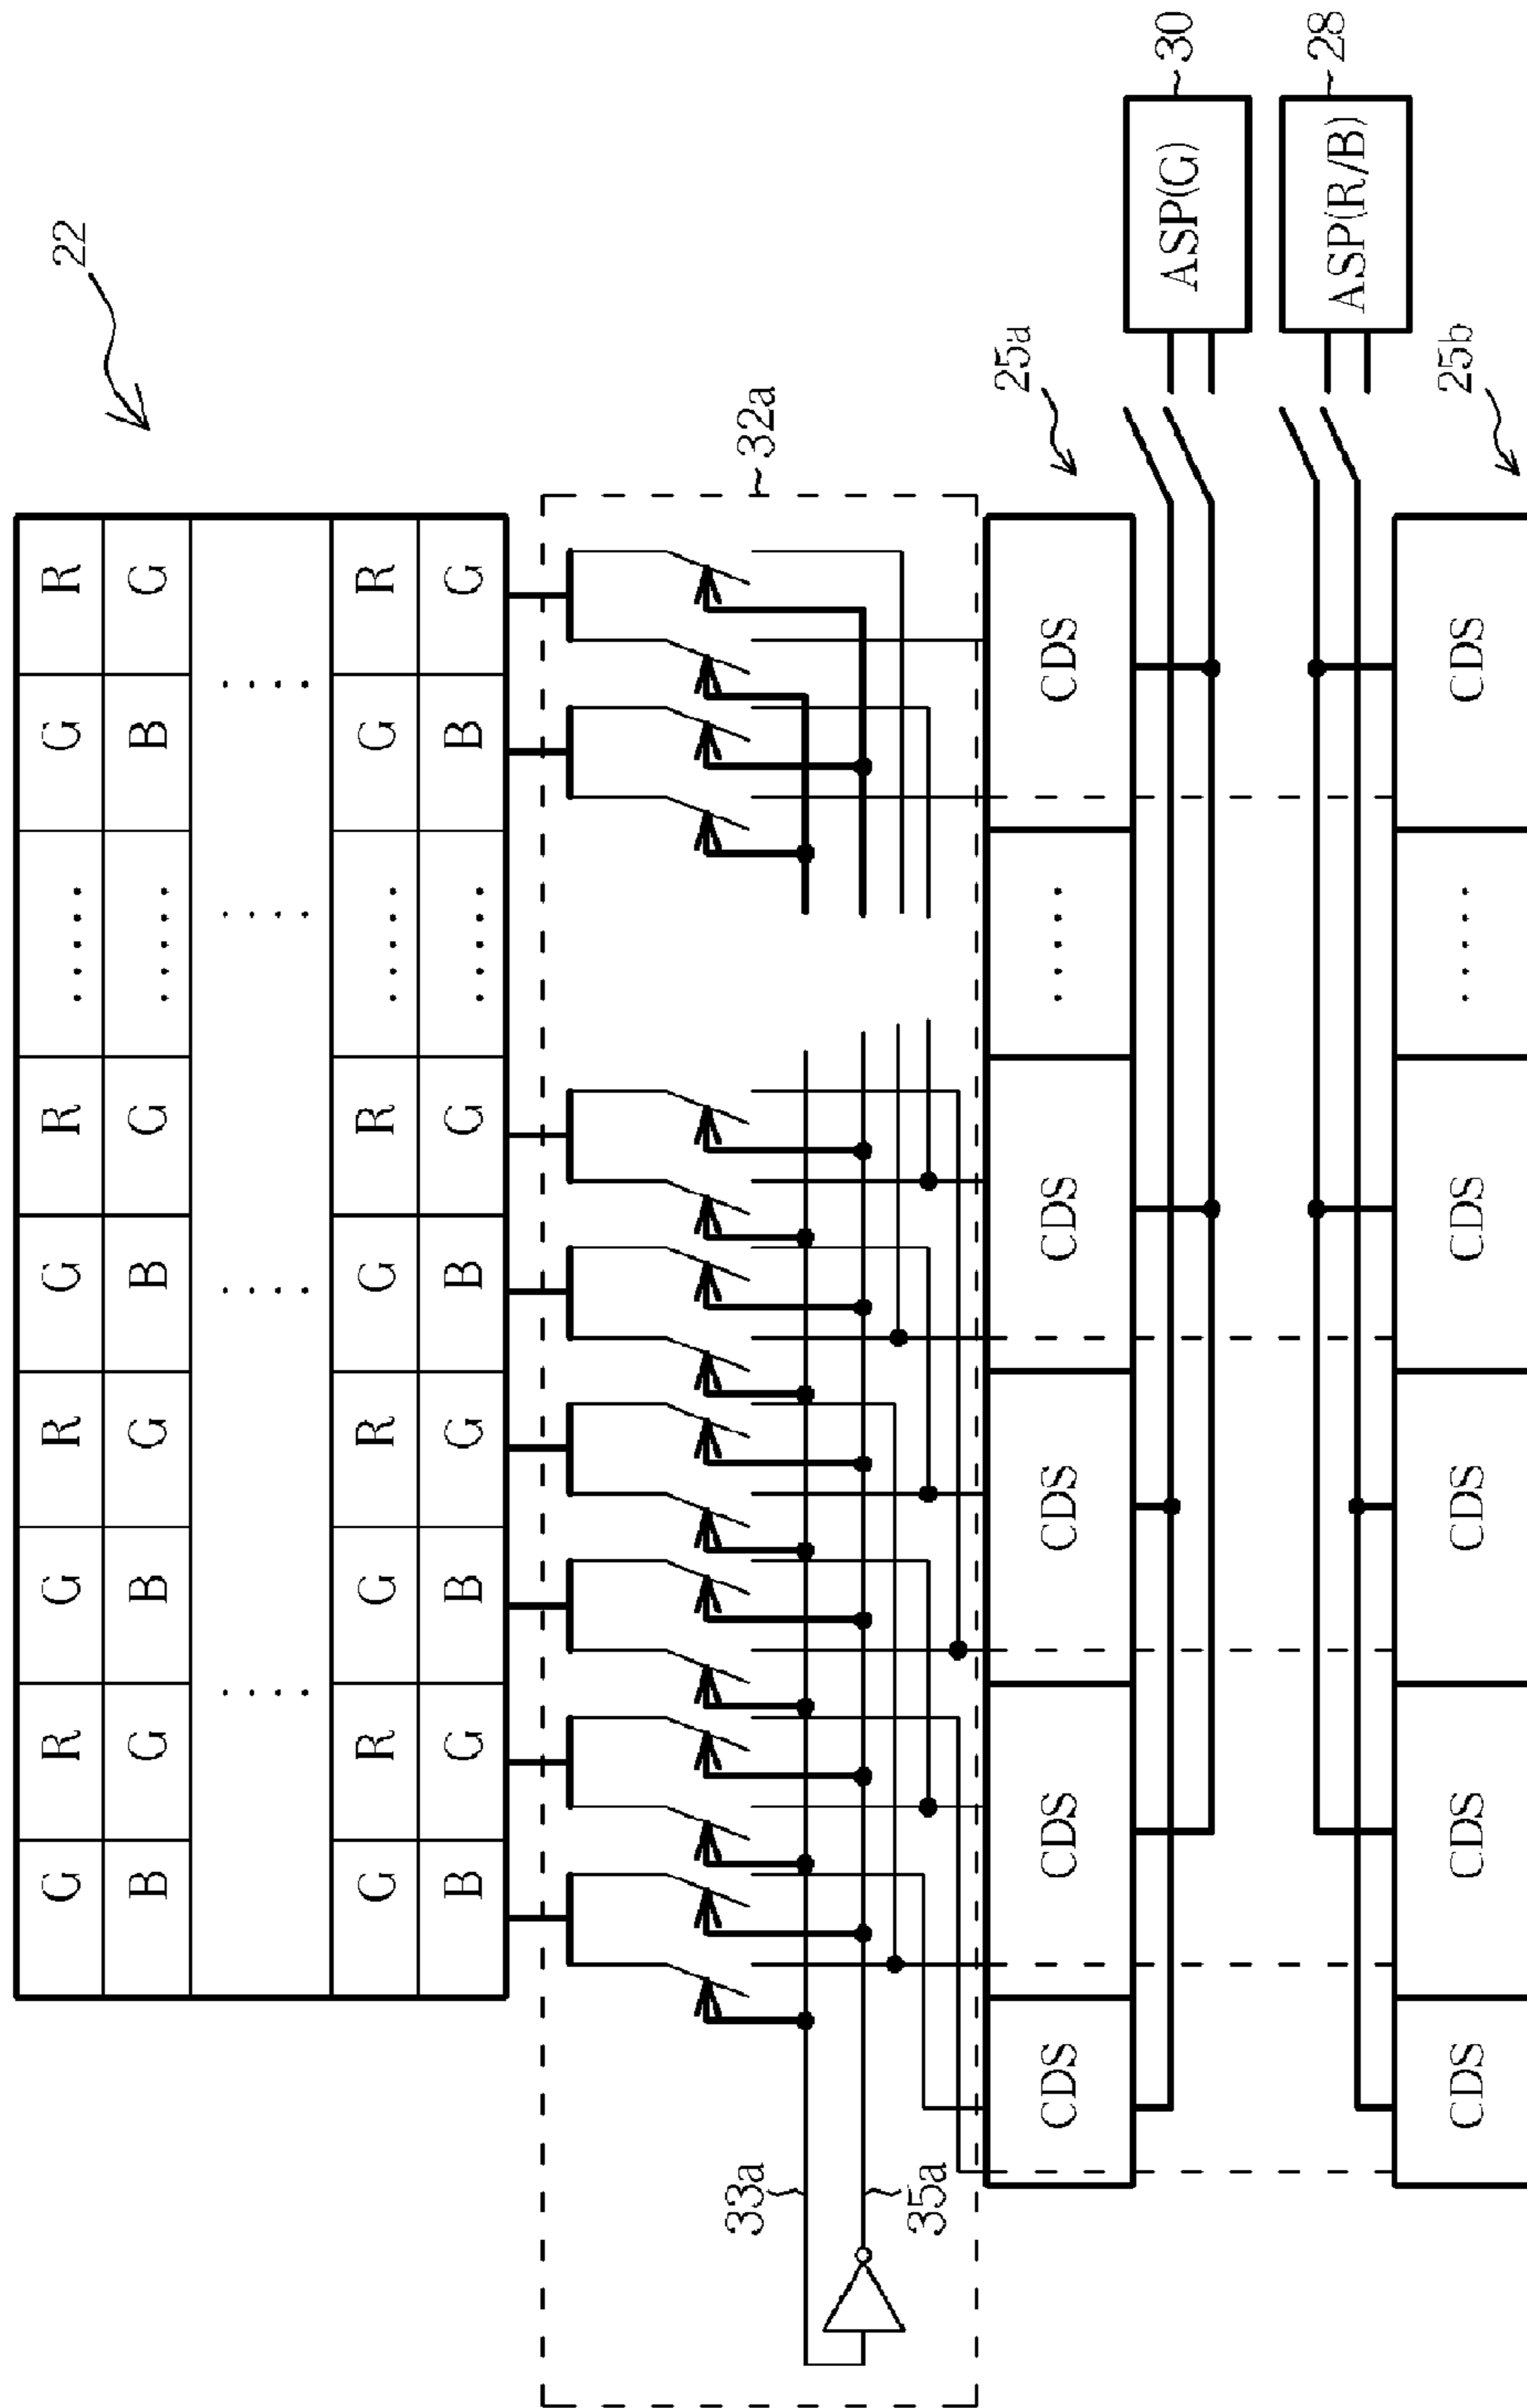 G R G R G R ..... G R
22
B G B G B G ..... B G
.... .... .... ....
G R G R G R ..... G R
B G B G B G ..... B G
32a
33a
35a
25a
CDS CDS CDS CDS ..... CDS
ASP(G) 30
ASP(R/B) 28
25b
CDS CDS CDS CDS ..... CDS